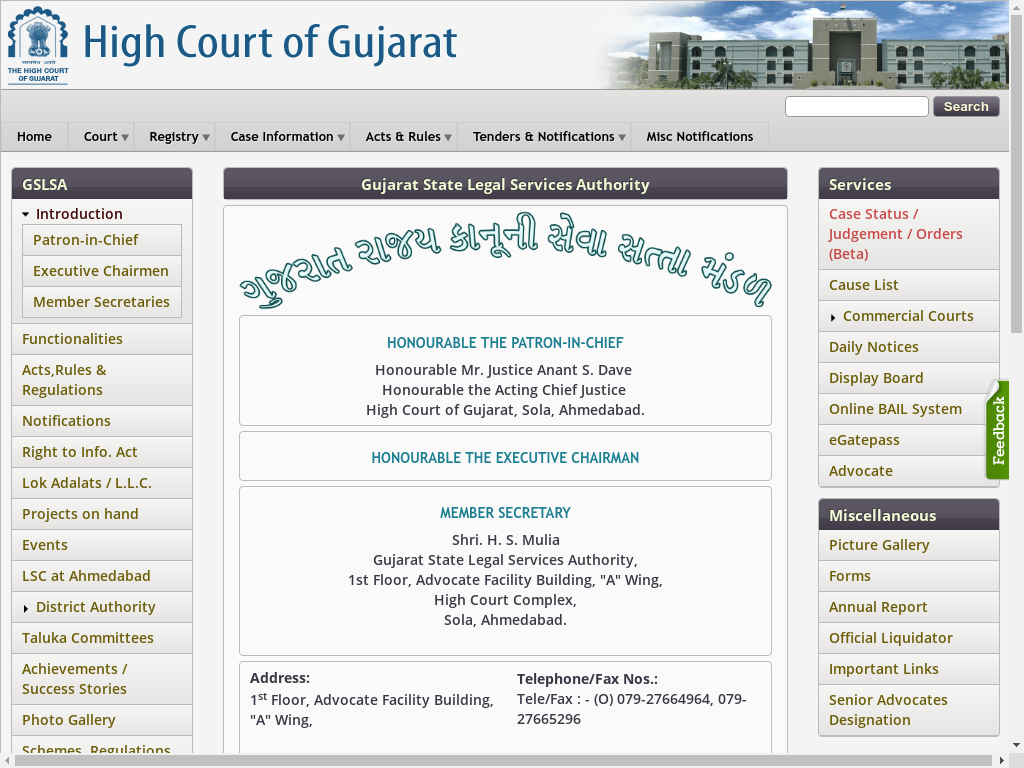 सत्यमेव जयते
THE HIGH COURT
OF GUJARAT
High Court of Gujarat
Search
Home
Court
Registry
Case Information
Acts & Rules
Tenders & Notifications
Misc Notifications
GSLSA
Introduction
Patron-in-Chief
Executive Chairmen
Member Secretaries
Functionalities
Acts,Rules &
Regulations
Notifications
Right to Info. Act
Lok Adalats / L.L.C.
Projects on hand
Events
LSC at Ahmedabad
District Authority
Taluka Committees
Achievements /
Success Stories
Photo Gallery
Schemes, Regulations
Gujarat State Legal Services Authority
ગુજરાત રાજય કાનૂની સેવા સત્તા મંડળ
HONOURABLE THE PATRON-IN-CHIEF
Honourable Mr. Justice Anant S. Dave
Honourable the Acting Chief Justice
High Court of Gujarat, Sola, Ahmedabad.
HONOURABLE THE EXECUTIVE CHAIRMAN
MEMBER SECRETARY
Shri. H. S. Mulia
Gujarat State Legal Services Authority,
1st Floor, Advocate Facility Building, "A" Wing,
High Court Complex,
Sola, Ahmedabad.
Address:
1st Floor, Advocate Facility Building,
"A" Wing,
Telephone/Fax Nos.:
Tele/Fax : - (O) 079-27664964, 079-
27665296
Services
Case Status /
Judgement / Orders
(Beta)
Cause List
Commercial Courts
Daily Notices
Display Board
Online BAIL System
eGatepass
Advocate
Feedback
Miscellaneous
Picture Gallery
Forms
Annual Report
Official Liquidator
Important Links
Senior Advocates
Designation